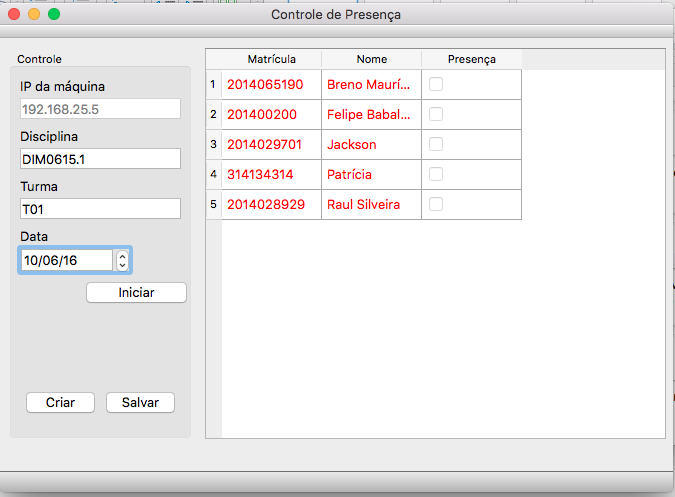 Controle de Presença
Controle
IP da máquina
192.168.25.5
Disciplina
DIM0615.1
Turma
T01
Data
10/06/16
Iniciar
Criar Salvar
Matrícula Nome Presença
1 2014065190 Breno Maurí...
2 201400200 Felipe Babal...
3 2014029701 Jackson
4 314134314 Patrícia
5 2014028929 Raul Silveira